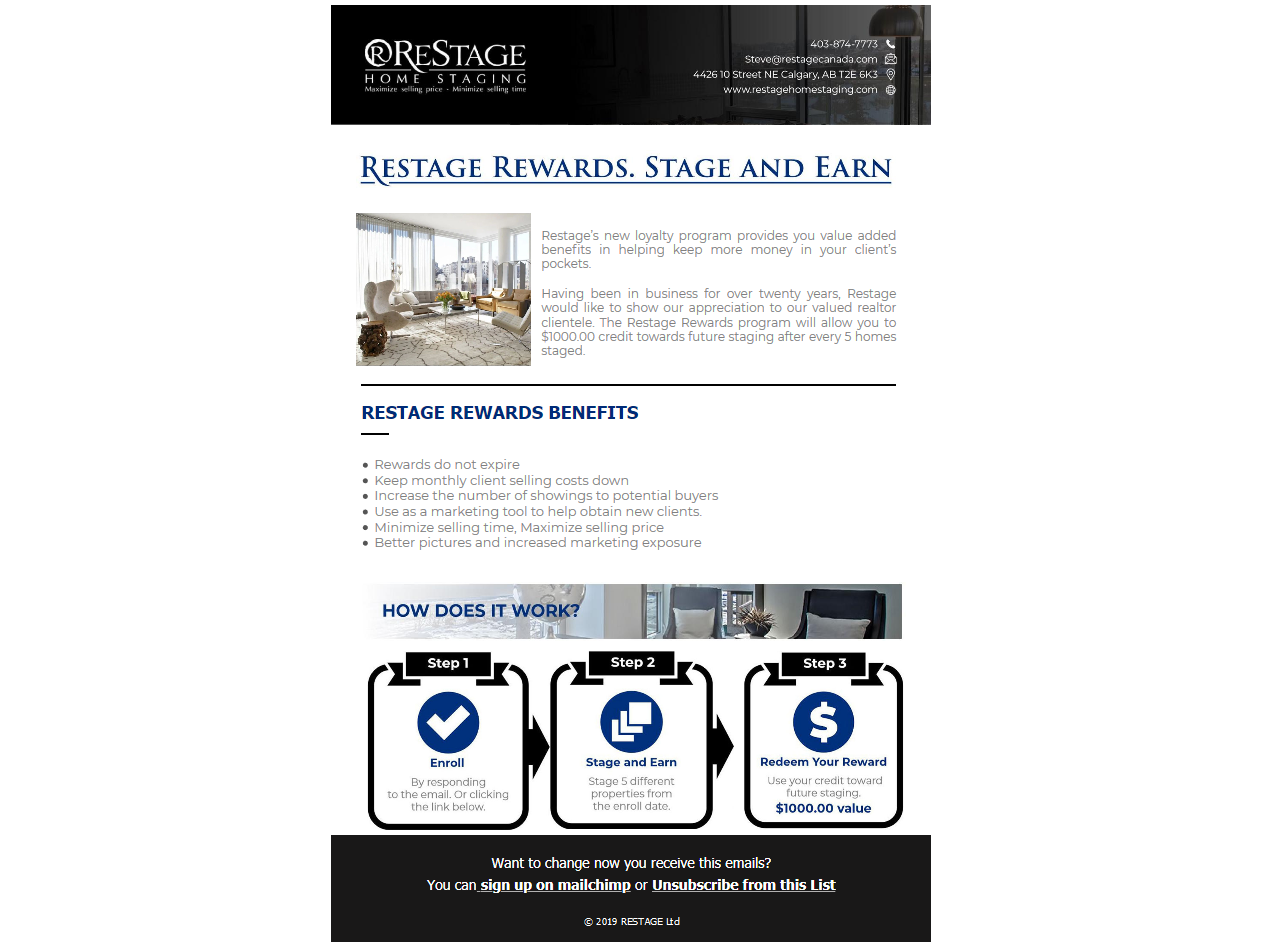 RESTAGE
HOME STAGING
Maximize selling price - Minimize selling time
403-874-7773
Steve@restagecanada.com
4426 10 Street NE Calgary, AB T2E 6K3
www.restagehomestaging.com
RESTAGE REWARDS. STAGE AND EARN
Restage’s new loyalty program provides you value added
benefits in helping keep more money in your client’s
pockets.
Having been in business for over twenty years, Restage
would like to show our appreciation to our valued realtor
clientele. The Restage Rewards program will allow you to
$1000.00 credit towards future staging after every 5 homes
staged.
RESTAGE REWARDS BENEFITS
• Rewards do not expire
• Keep monthly client selling costs down
• Increase the number of showings to potential buyers
• Use as a marketing tool to help obtain new clients.
• Minimize selling time, Maximize selling price
• Better pictures and increased marketing exposure
HOW DOES IT WORK?
Step 1
Enroll
By responding
to the email. Or clicking
the link below.
Step 2
Stage and Earn
Stage 5 different
properties from
the enroll date.
Step 3
Redeem Your Reward
Use your credit toward
future staging.
$1000.00 value
Want to change now you receive this emails?
You can sign up on mailchimp or Unsubscribe from this List
© 2019 RESTAGE Ltd